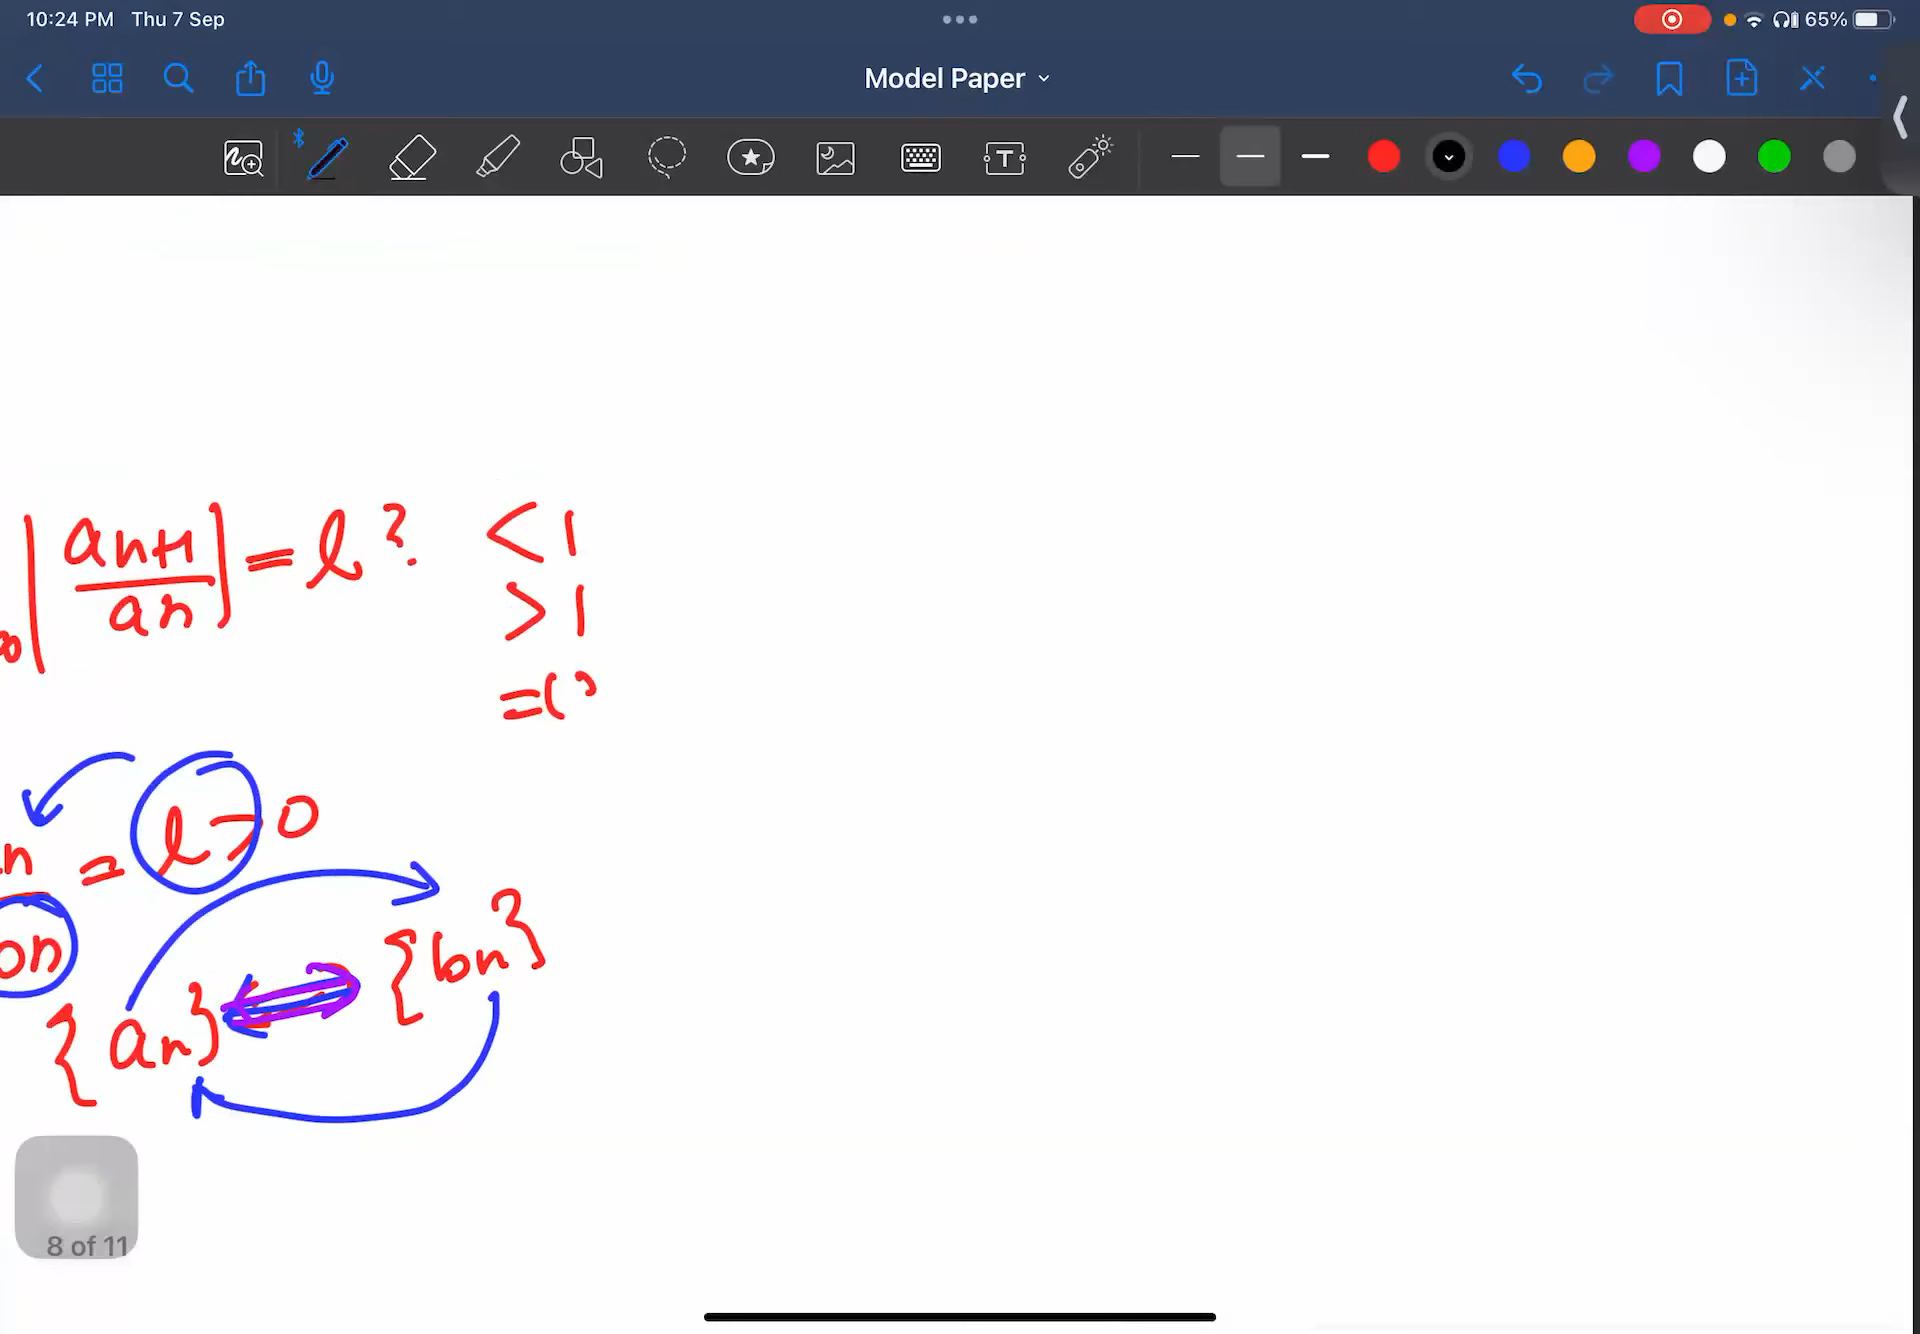 10:24 PM Thu 7 Sep
65%
Model Paper
T
| an+1 / an | = l ? < 1
> 1
∞
n = l > 0
bn
{an} ⟺ {bn}
8 of 11